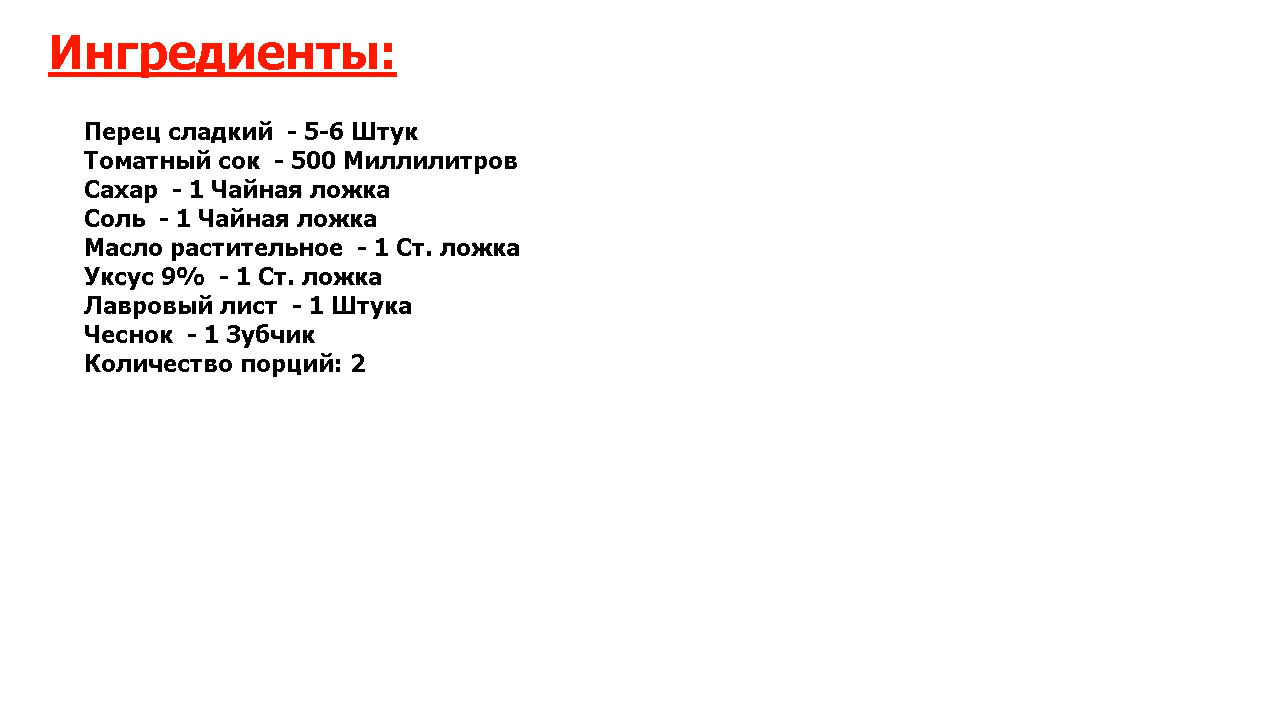 Ингредиенты:
Перец сладкий  - 5-6 Штук
Томатный сок  - 500 Миллилитров
Сахар  - 1 Чайная ложка
Соль  - 1 Чайная ложка
Масло растительное  - 1 Ст. ложка
Уксус 9%  - 1 Ст. ложка
Лавровый лист  - 1 Штука
Чеснок  - 1 Зубчик
Количество порций: 2